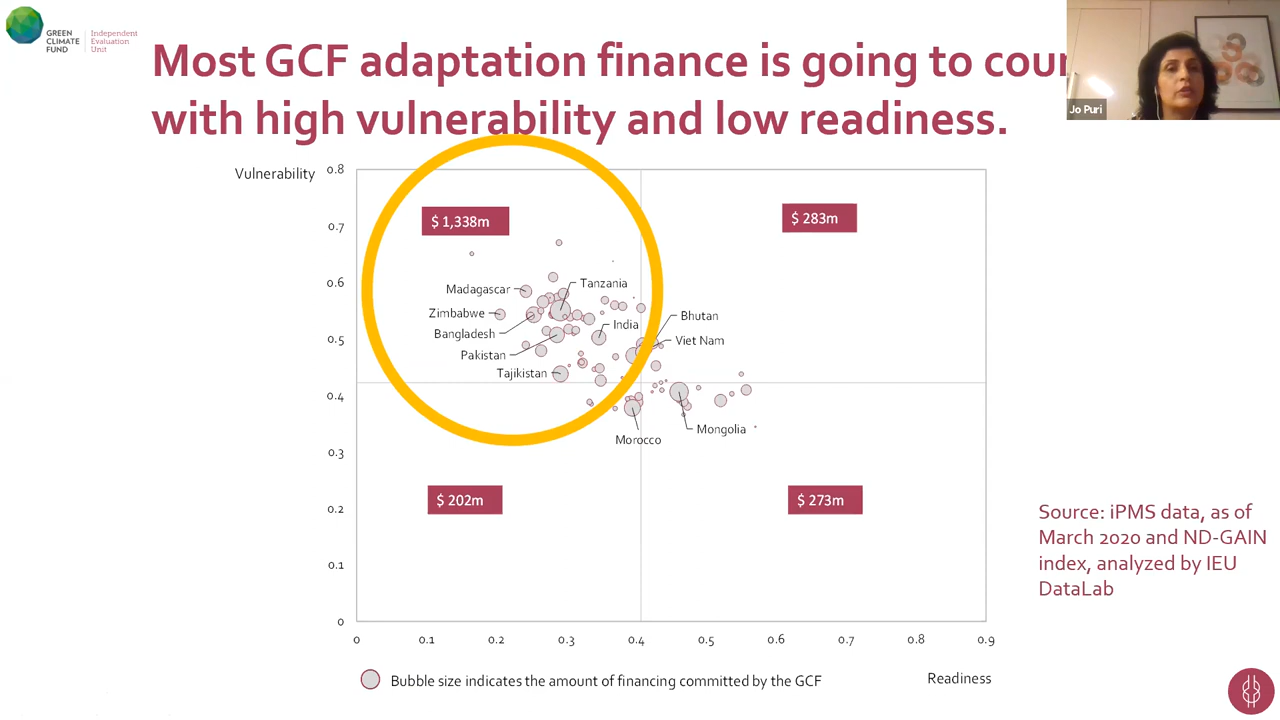 GREEN
CLIMATE
FUND
Independent
Evaluation
Unit
Most GCF adaptation finance is going to
with high vulnerability and low readiness.
Jo Puri
Vulnerability
0.8
0.7
0.6
0.5
0.4
0.3
0.2
0.1
0
$ 1,338m
$ 283m
Madagascar
Tanzania
Zimbabwe
Bangladesh
India
Bhutan
Viet Nam
Pakistan
Tajikistan
Morocco
Mongolia
$ 202m
$ 273m
0 0.1 0.2 0.3 0.4 0.5 0.6 0.7 0.8 0.9
Readiness
Bubble size indicates the amount of financing committed by the GCF
Source: iPMS data, as of
March 2020 and ND-GAIN
index, analyzed by IEU
DataLab